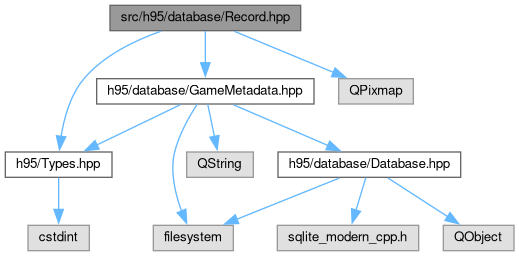 src/h95/database/Record.hpp
h95/database/GameMetadata.hpp
QPixmap
h95/Types.hpp
QString
h95/database/Database.hpp
cstdint
filesystem
sqlite_modern_cpp.h
QObject